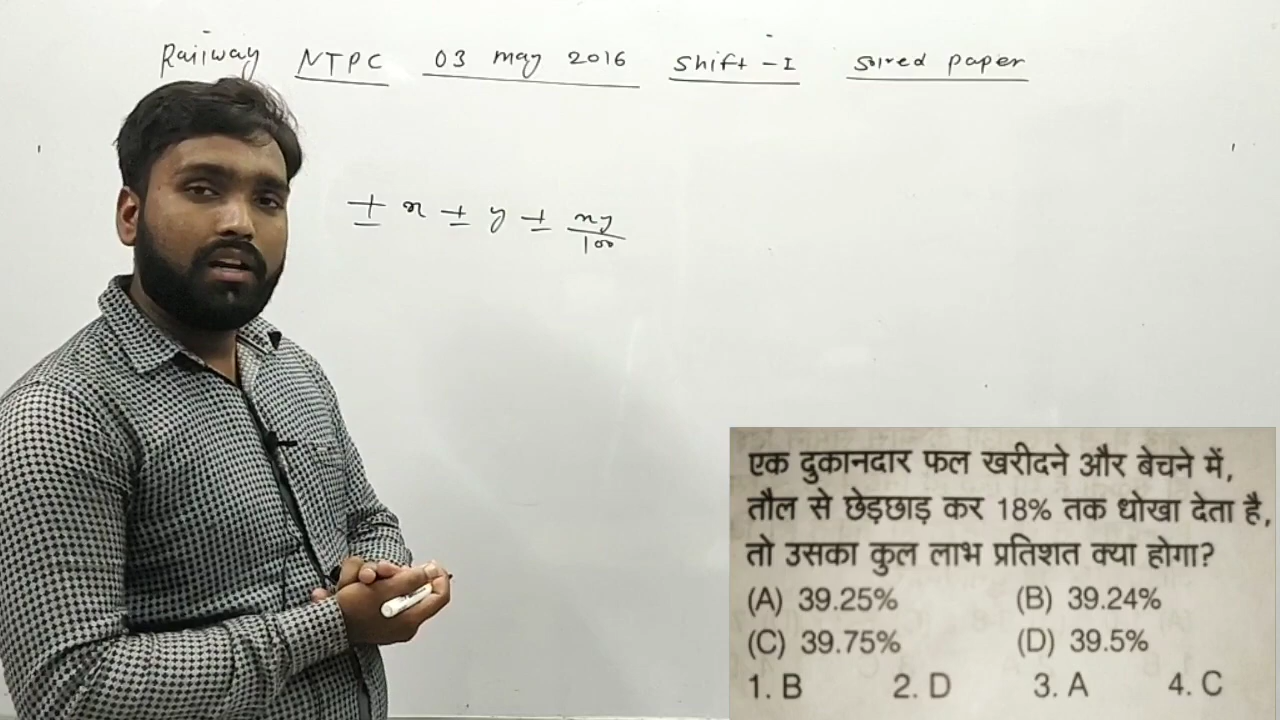 Railway NTPC 03 may 2016 shift - I solved paper
± x ± y ± xy/100
एक दुकानदार फल खरीदने और बेचने में,
तौल से छेड़छाड़ कर 18% तक धोखा देता है,
तो उसका कुल लाभ प्रतिशत क्या होगा?
(A) 39.25% (B) 39.24%
(C) 39.75% (D) 39.5%
1. B 2. D 3. A 4. C